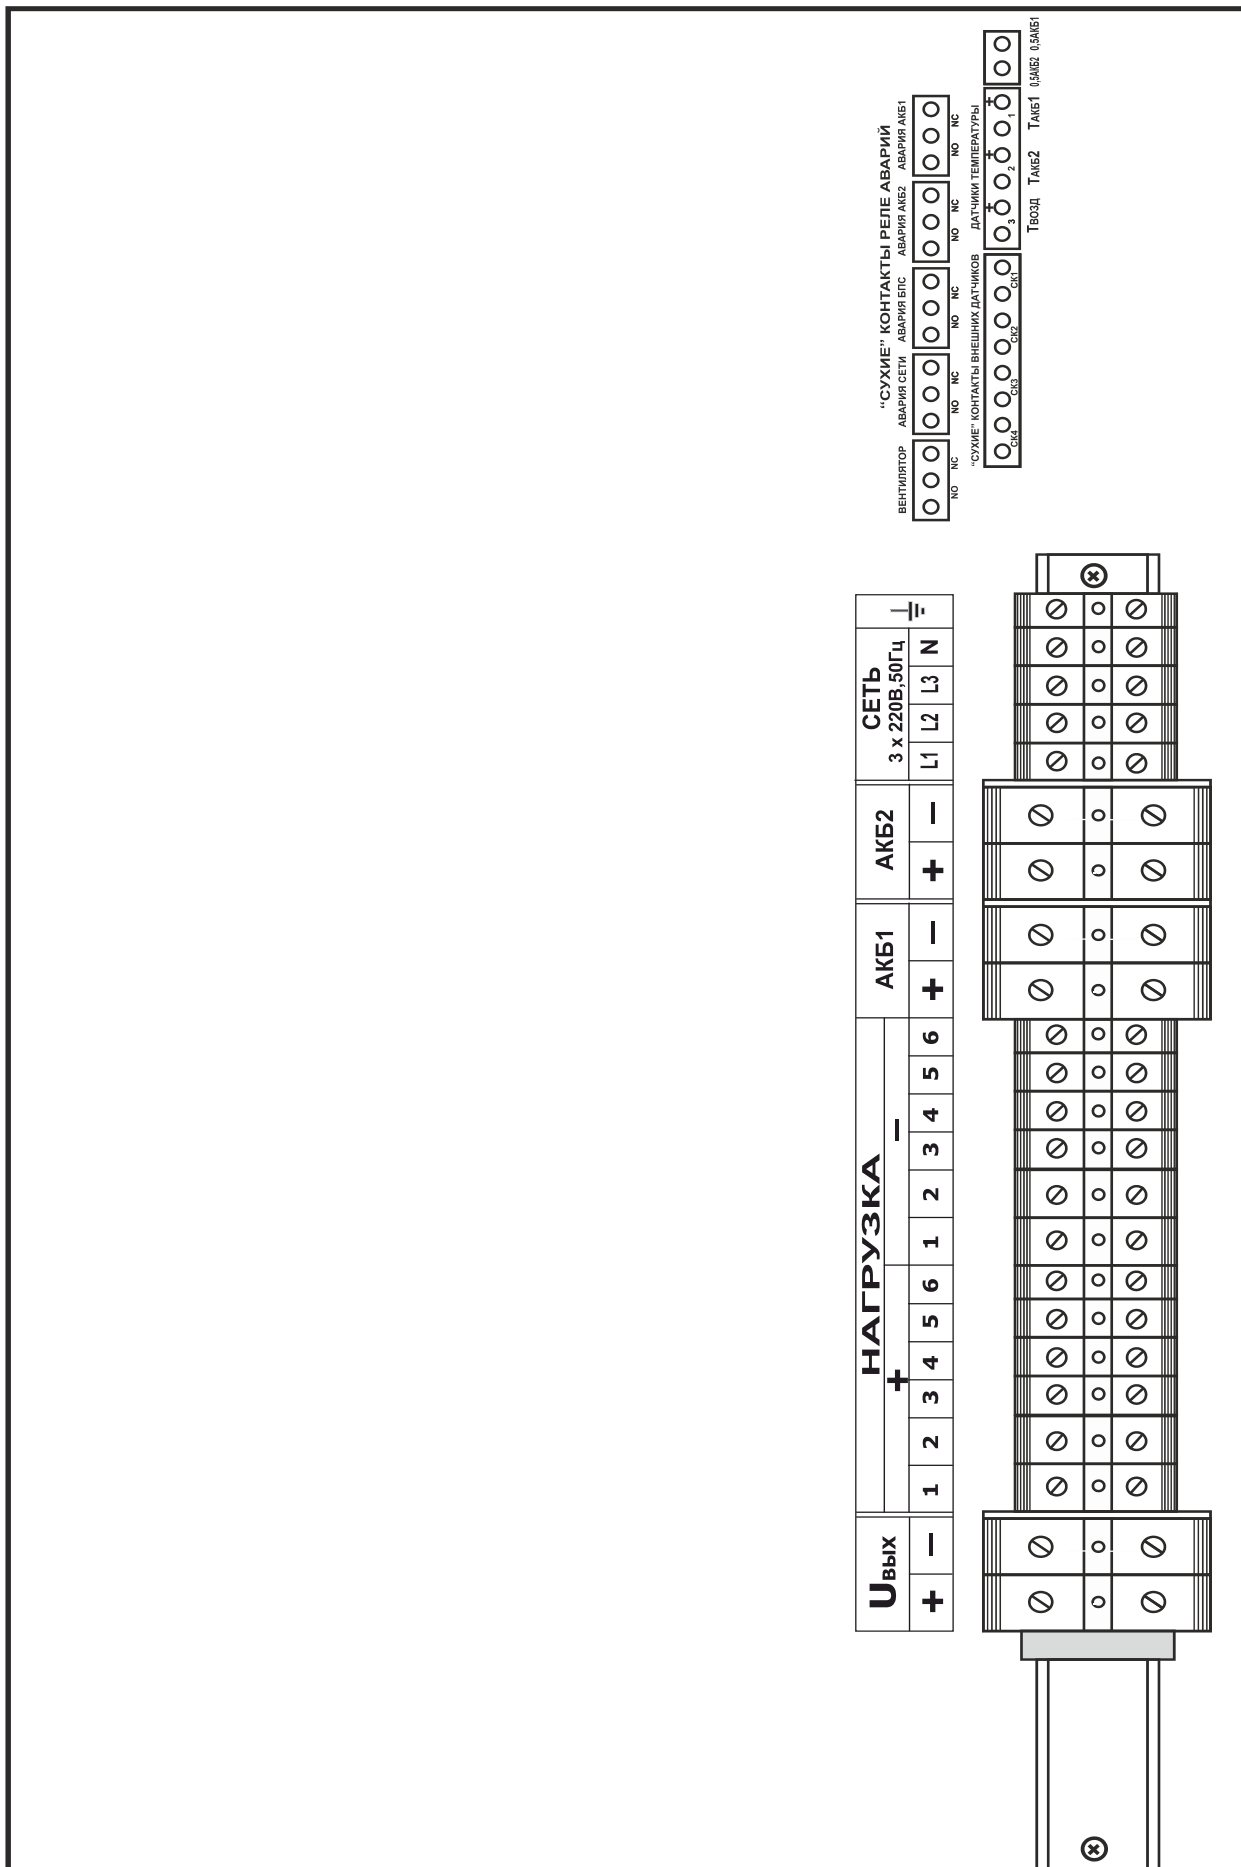 “СУХИЕ” КОНТАКТЫ РЕЛЕ АВАРИЙ
ВЕНТИЛЯТОР АВАРИЯ СЕТИ АВАРИЯ БПС АВАРИЯ АКБ2 АВАРИЯ АКБ1
NO NC NO NC NO NC NO NC NO NC
“СУХИЕ” КОНТАКТЫ ВНЕШНИХ ДАТЧИКОВ ДАТЧИКИ ТЕМПЕРАТУРЫ
+ + +
СК4 СК3 СК2 СК1 3 2 1
ТВОЗД ТАКБ2 ТАКБ1 0,5АКБ2 0,5АКБ1
UВЫХ НАГРУЗКА АКБ1 АКБ2 СЕТЬ
3 x 220В,50Гц
+ −
+ − 1 2 3 4 5 6 1 2 3 4 5 6 + − + − L1 L2 L3 N